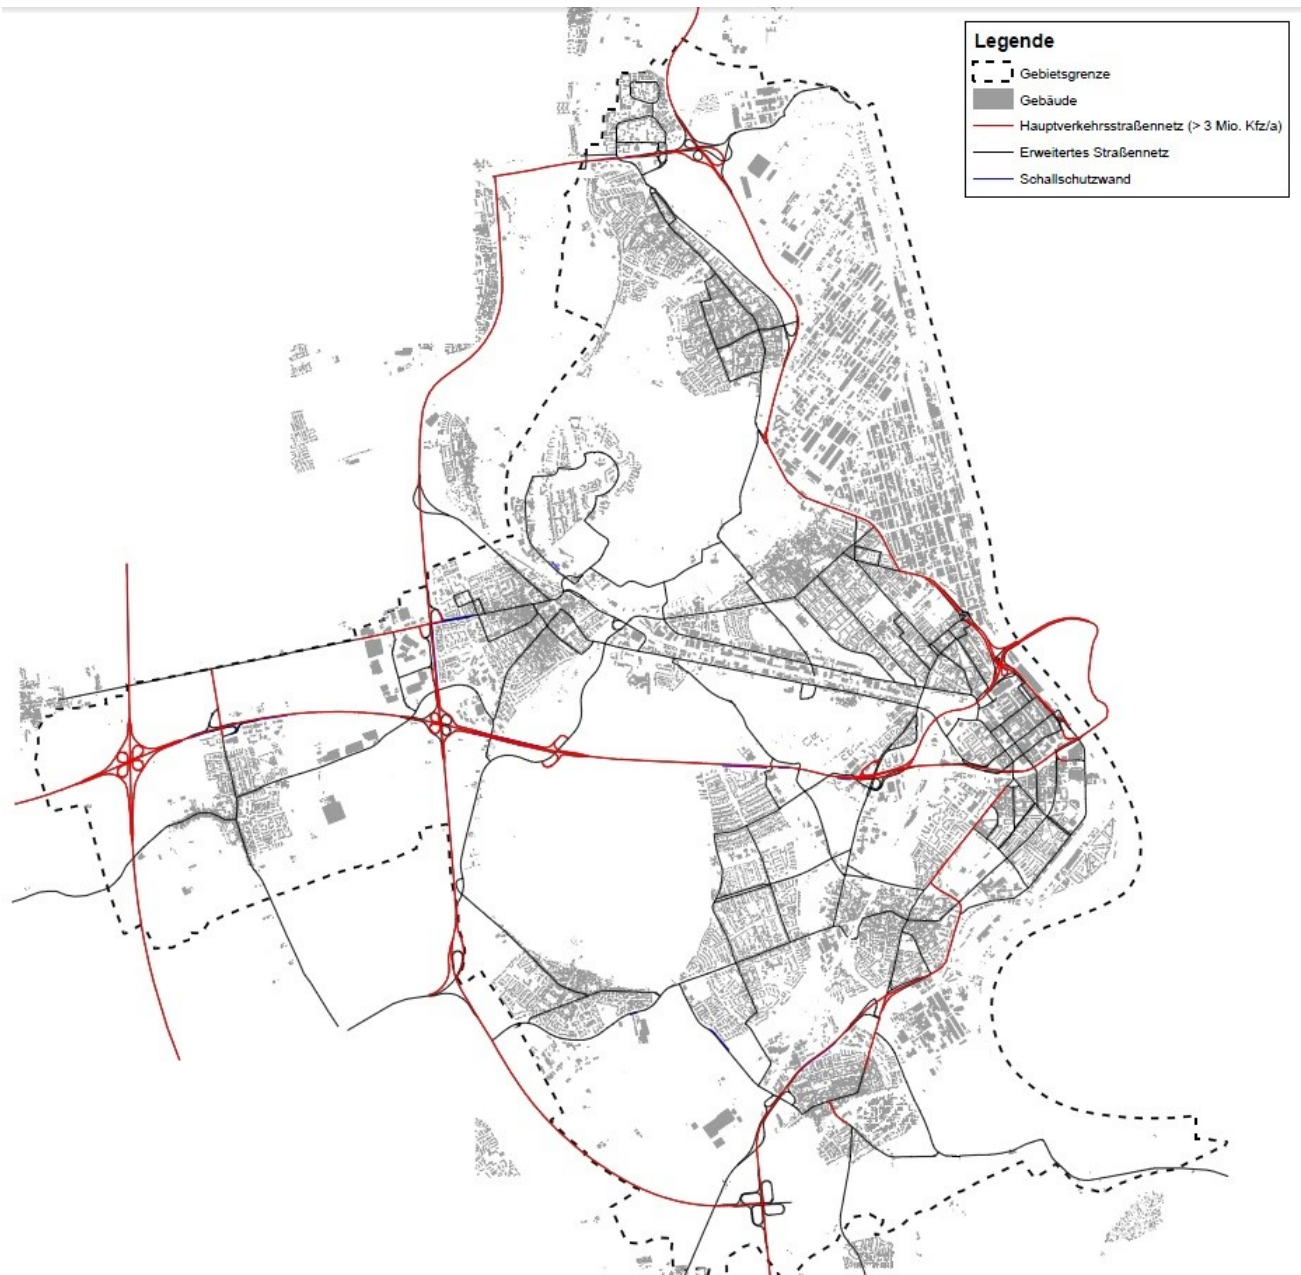 Legende
Gebietsgrenze
Gebäude
Hauptverkehrsstraßennetz (> 3 Mio. Kfz/a)
Erweitertes Straßennetz
Schallschutzwand